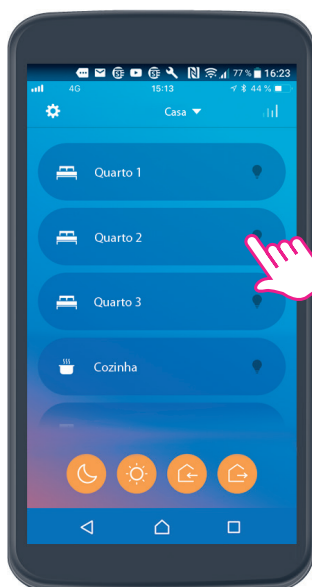 77 % 16:23
4G 15:13 44 %
Casa
Quarto 1
Quarto 2
Quarto 3
Cozinha